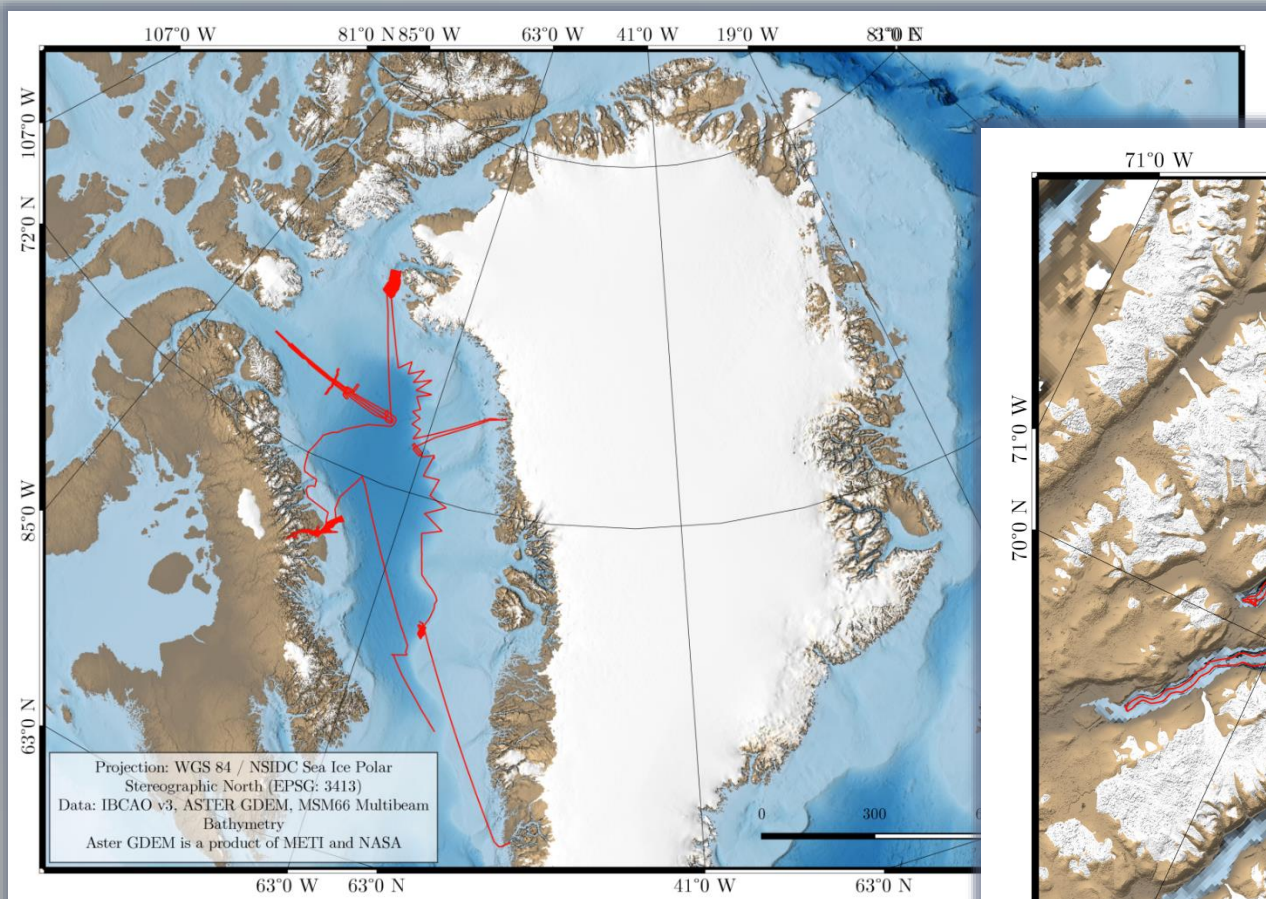 107°0 W
81°0 N
85°0 W
63°0 W
41°0 W
19°0 W
107°0 W
72°0 N
85°0 W
63°0 N
Projection: WGS 84 / NSIDC Sea Ice Polar
Stereographic North (EPSG: 3413)
Data: IBCAO v3, ASTER GDEM, MSM66 Multibeam
Bathymetry
Aster GDEM is a product of METI and NASA
0
300
63°0 W
63°0 N
41°0 W
63°0 N
71°0 W
71°0 W
70°0 N